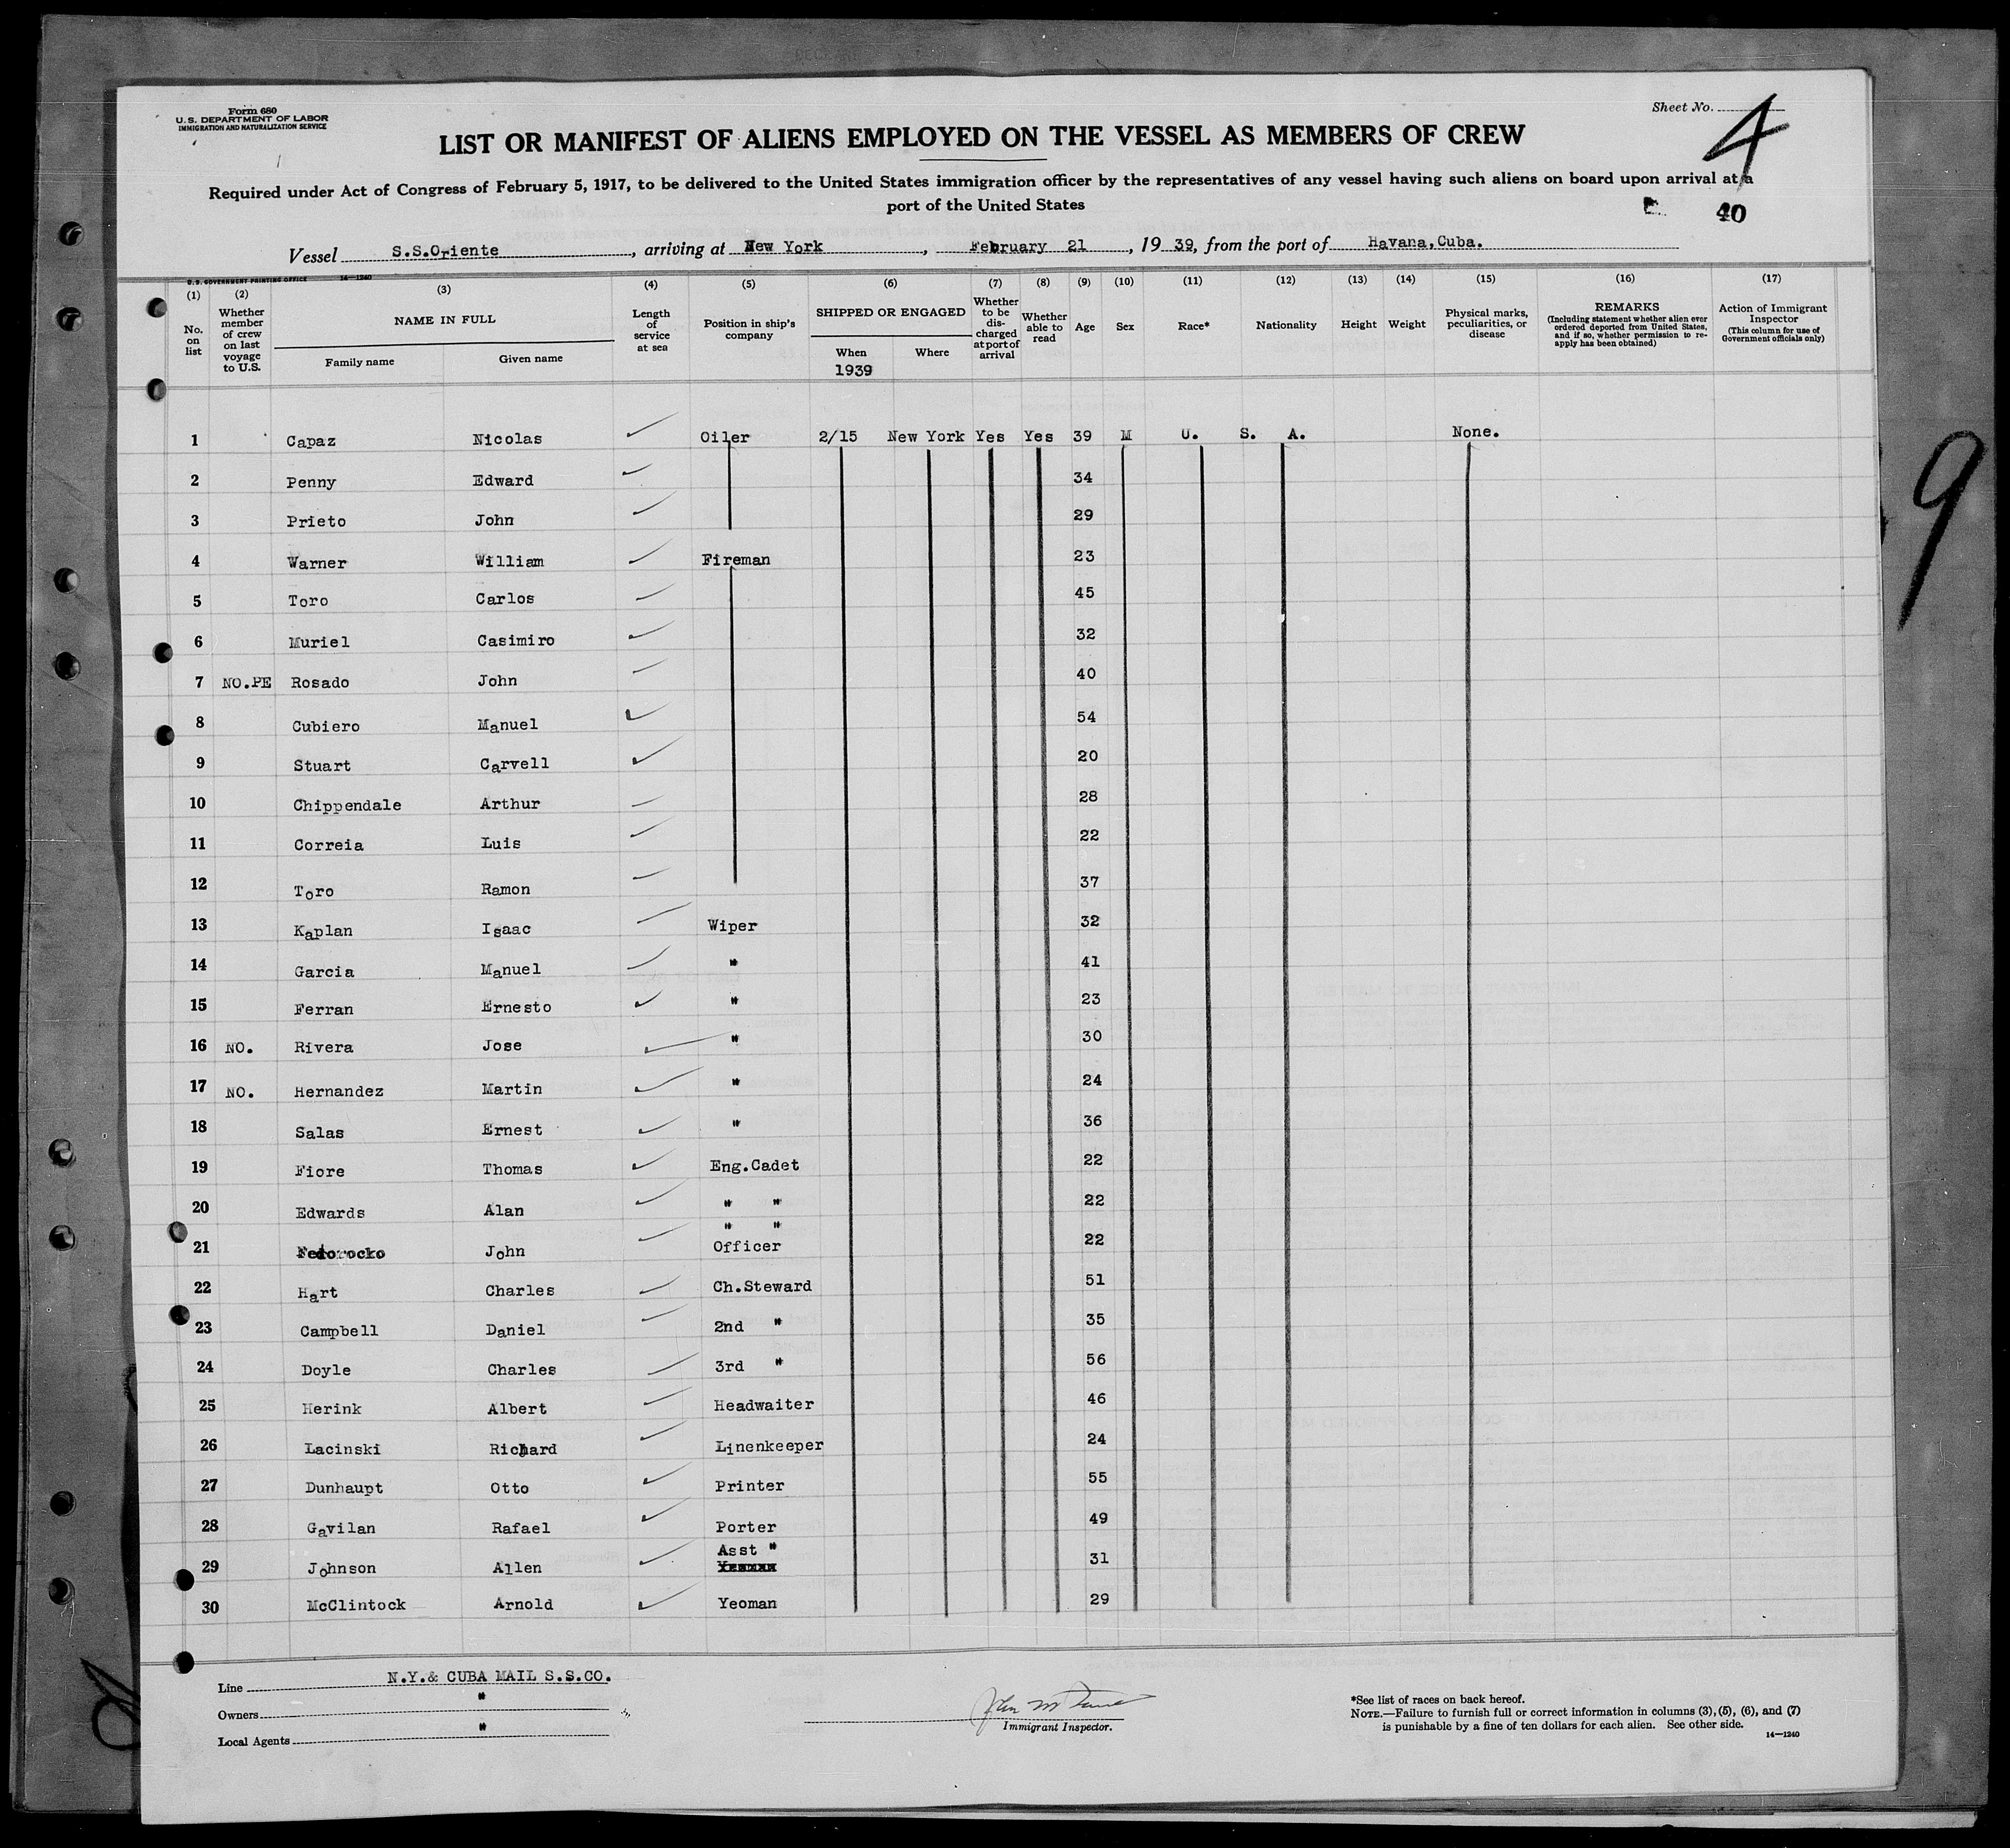 Form 680
U. S. DEPARTMENT OF LABOR
IMMIGRATION AND NATURALIZATION SERVICE
Sheet No. 4
LIST OR MANIFEST OF ALIENS EMPLOYED ON THE VESSEL AS MEMBERS OF CREW
Required under Act of Congress of February 5, 1917, to be delivered to the United States immigration officer by the representatives of any vessel having such aliens on board upon arrival at a
port of the United States
40
Vessel S.S.Oriente, arriving at New York, February 21, 1939, from the port of Havana,Cuba.
U. S. GOVERNMENT PRINTING OFFICE 14—1240
(1) (2) (3) (4) (5) (6) (7) (8) (9) (10) (11) (12) (13) (14) (15) (16) (17)
No. on list
Whether member of crew on last voyage to U.S.
NAME IN FULL
Family name Given name
Length of service at sea
Position in ship's company
SHIPPED OR ENGAGED
When Where
1939
Whether to be discharged at port of arrival
Whether able to read
Age
Sex
Race*
Nationality
Height
Weight
Physical marks, peculiarities, or disease
REMARKS
(Including statement whether alien ever ordered deported from United States, and if so, whether permission to re-apply has been obtained)
Action of Immigrant Inspector
(This column for use of Government officials only)
1 Capaz Nicolas Oiler 2/15 New York Yes Yes 39 M U. S. A. None.
2 Penny Edward 34
3 Prieto John 29
4 Warner William Fireman 23
5 Toro Carlos 45
6 Muriel Casimiro 32
7 NO.PE Rosado John 40
8 Cubiero Manuel 54
9 Stuart Carvell 20
10 Chippendale Arthur 28
11 Correia Luis 22
12 Toro Ramon 37
13 Kaplan Isaac Wiper 32
14 Garcia Manuel " 41
15 Ferran Ernesto " 23
16 NO. Rivera Jose " 30
17 NO. Hernandez Martin " 24
18 Salas Ernest " 36
19 Fiore Thomas Eng.Cadet 22
20 Edwards Alan " " 22
" "
21 Fedorocko John Officer 22
22 Hart Charles Ch.Steward 51
23 Campbell Daniel 2nd " 35
24 Doyle Charles 3rd " 56
25 Herink Albert Headwaiter 46
26 Lacinski Richard Linenkeeper 24
27 Dunhaupt Otto Printer 55
28 Gavilan Rafael Porter 49
29 Johnson Allen Asst " Yeoman 31
30 McClintock Arnold Yeoman 29
9
Line N.Y.& CUBA MAIL S.S.CO.
Owners "
Local Agents "
Immigrant Inspector.
*See list of races on back hereof.
NOTE.—Failure to furnish full or correct information in columns (3), (5), (6), and (7)
is punishable by a fine of ten dollars for each alien. See other side.
14—1240